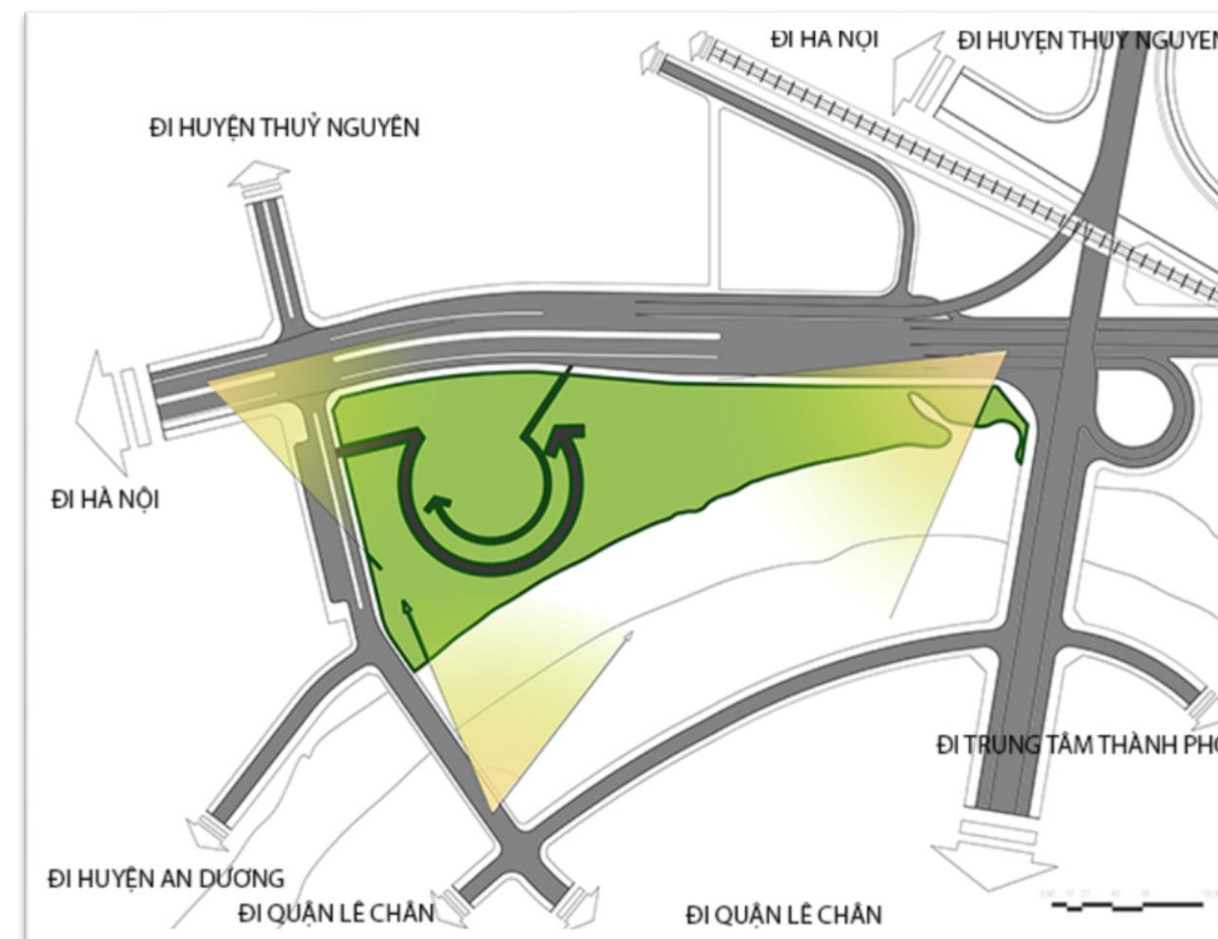 ĐI HÀ NỘI
ĐI HUYỆN THUỶ NGUYÊN
ĐI HUYỆN THUỶ NGUYÊN
ĐI HÀ NỘI
ĐI TRUNG TÂM THÀNH PHỐ
ĐI HUYỆN AN DƯƠNG
ĐI QUẬN LÊ CHÂN
ĐI QUẬN LÊ CHÂN